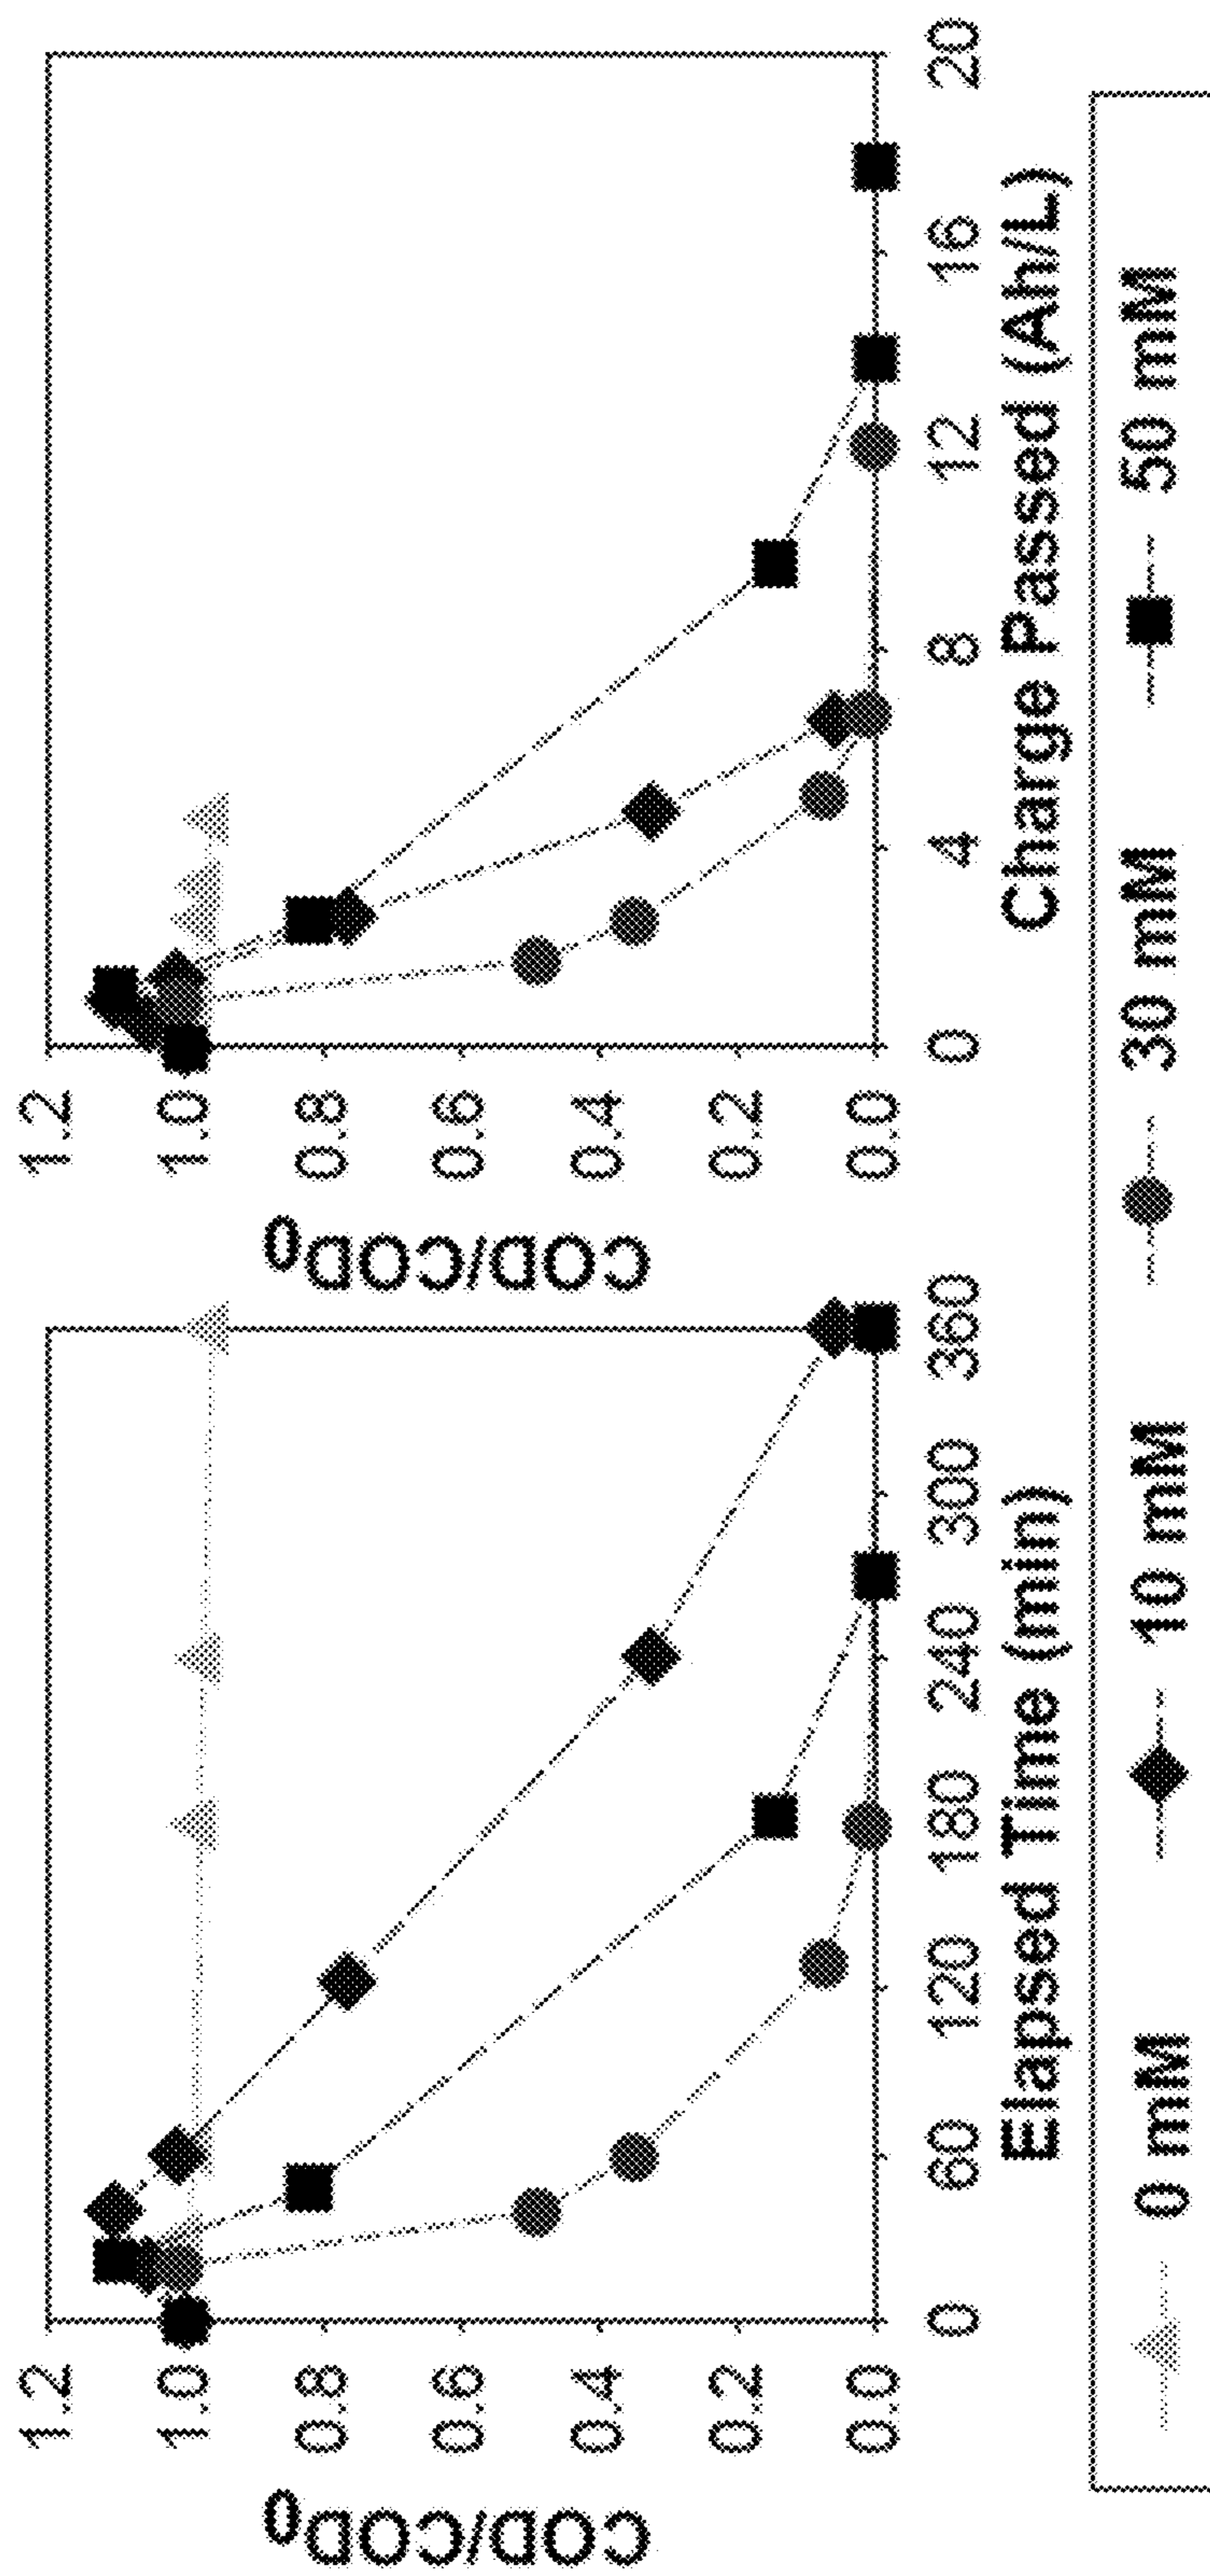 COD/COD0
1.2
1.0
0.8
0.6
0.4
0.2
0.0
0 60 120 180 240 300 360
Elapsed Time (min)
COD/COD0
1.2
1.0
0.8
0.6
0.4
0.2
0.0
0 4 8 12 16 20
Charge Passed (Ah/L)
0 mM 10 mM 30 mM 50 mM